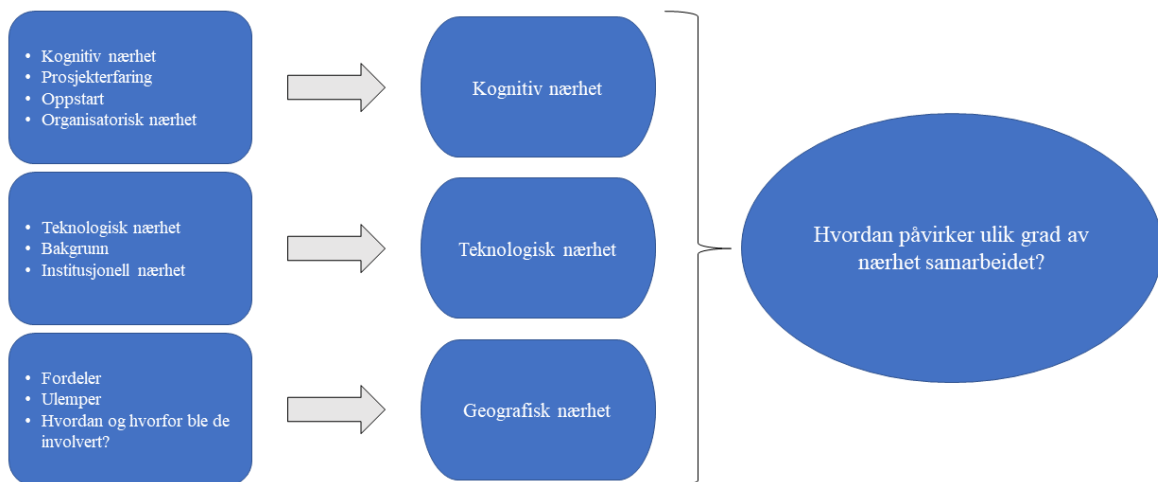 • Kognitiv nærhet
• Prosjekterfaring
• Oppstart
• Organisatorisk nærhet
Kognitiv nærhet
• Teknologisk nærhet
• Bakgrunn
• Institusjonell nærhet
Teknologisk nærhet
Hvordan påvirker ulik grad av
nærhet samarbeidet?
• Fordeler
• Ulemper
• Hvordan og hvorfor ble de
involvert?
Geografisk nærhet